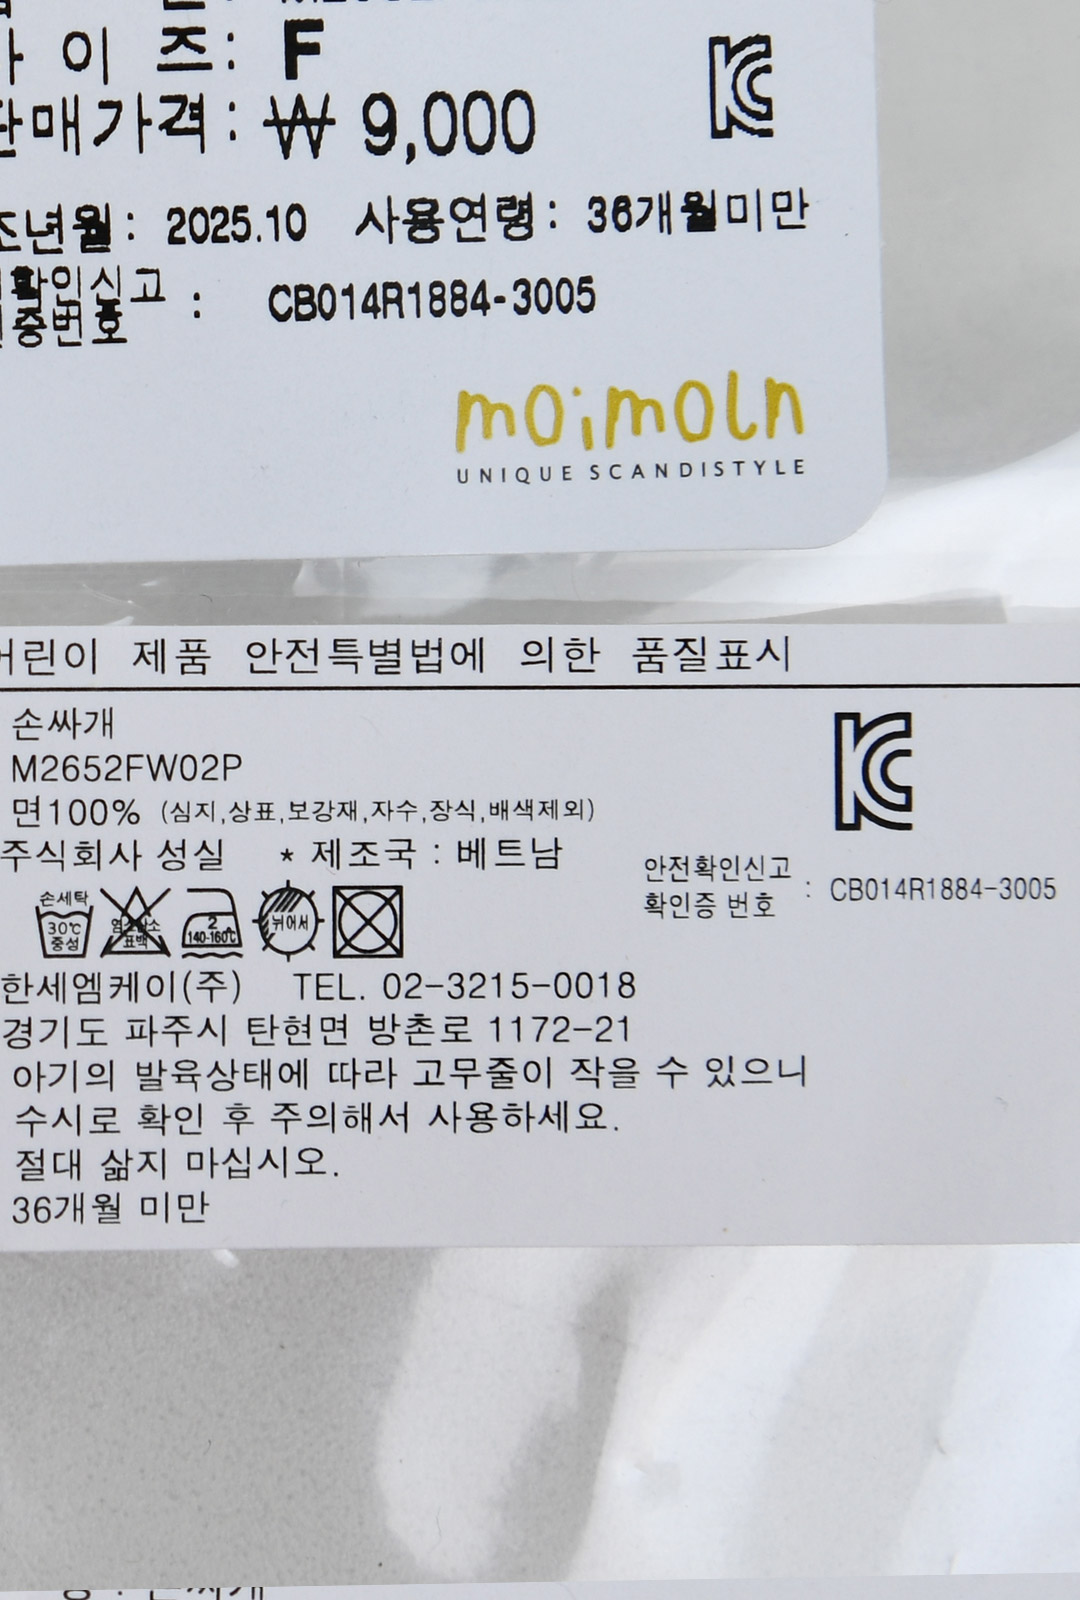 즈: F
판매가격: ₩ 9,000
조년월: 2025.10 사용연령: 36개월미만
확인신고
증번호 : CB014R1884-3005
moimoln
UNIQUE SCANDISTYLE
어린이 제품 안전특별법에 의한 품질표시
손싸개
M2652FW02P
면100% (심지,상표,보강재,자수,장식,배색제외)
주식회사 성실 * 제조국 : 베트남
안전확인신고
확인증 번호 : CB014R1884-3005
손세탁 30℃ 중성 염소산소 표백 2 140-160℃ 뉘어서
한세엠케이(주) TEL. 02-3215-0018
경기도 파주시 탄현면 방촌로 1172-21
아기의 발육상태에 따라 고무줄이 작을 수 있으니
수시로 확인 후 주의해서 사용하세요.
절대 삶지 마십시오.
36개월 미만